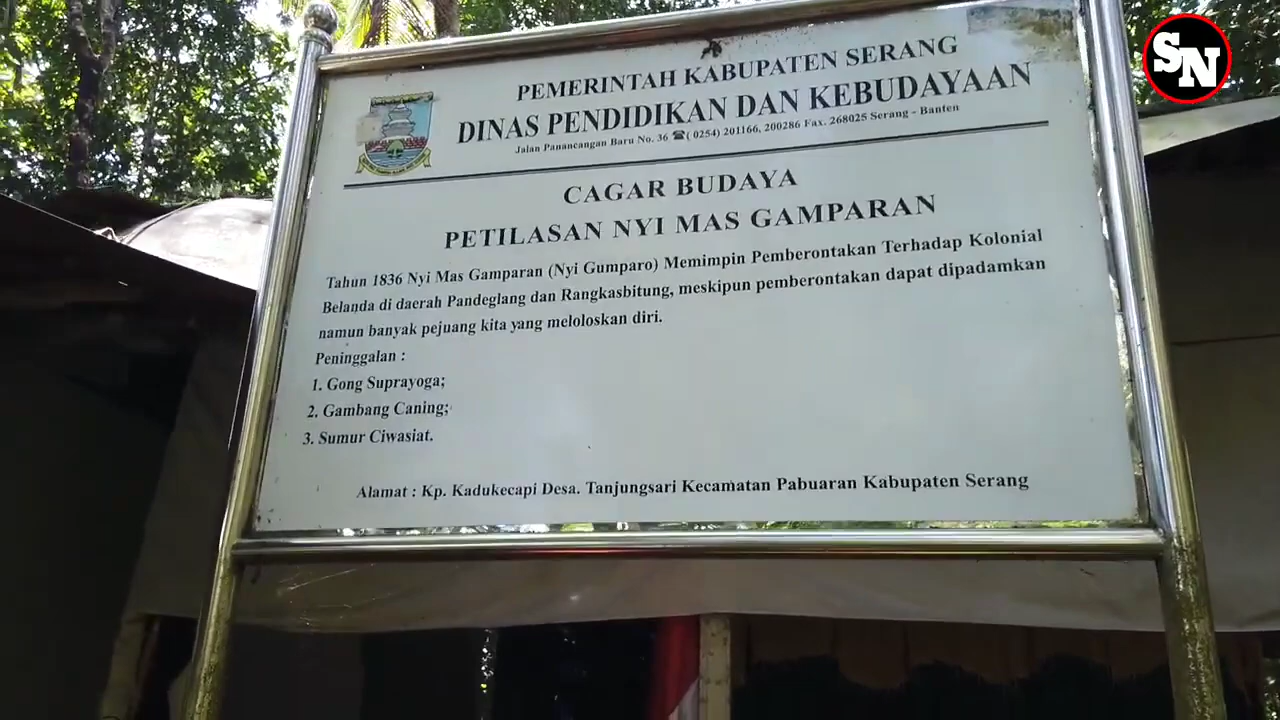 SN
PEMERINTAH KABUPATEN SERANG
DINAS PENDIDIKAN DAN KEBUDAYAAN
Jalan Panancangan Baru No. 36 ☎( 0254) 201166, 200286 Fax. 268025 Serang - Banten
CAGAR BUDAYA
PETILASAN NYI MAS GAMPARAN
Tahun 1836 Nyi Mas Gamparan (Nyi Gumparo) Memimpin Pemberontakan Terhadap Kolonial
Belanda di daerah Pandeglang dan Rangkasbitung, meskipun pemberontakan dapat dipadamkan
namun banyak pejuang kita yang meloloskan diri.
Peninggalan :
1. Gong Suprayoga;
2. Gambang Caning;
3. Sumur Ciwasiat.
Alamat : Kp. Kadukecapi Desa. Tanjungsari Kecamatan Pabuaran Kabupaten Serang